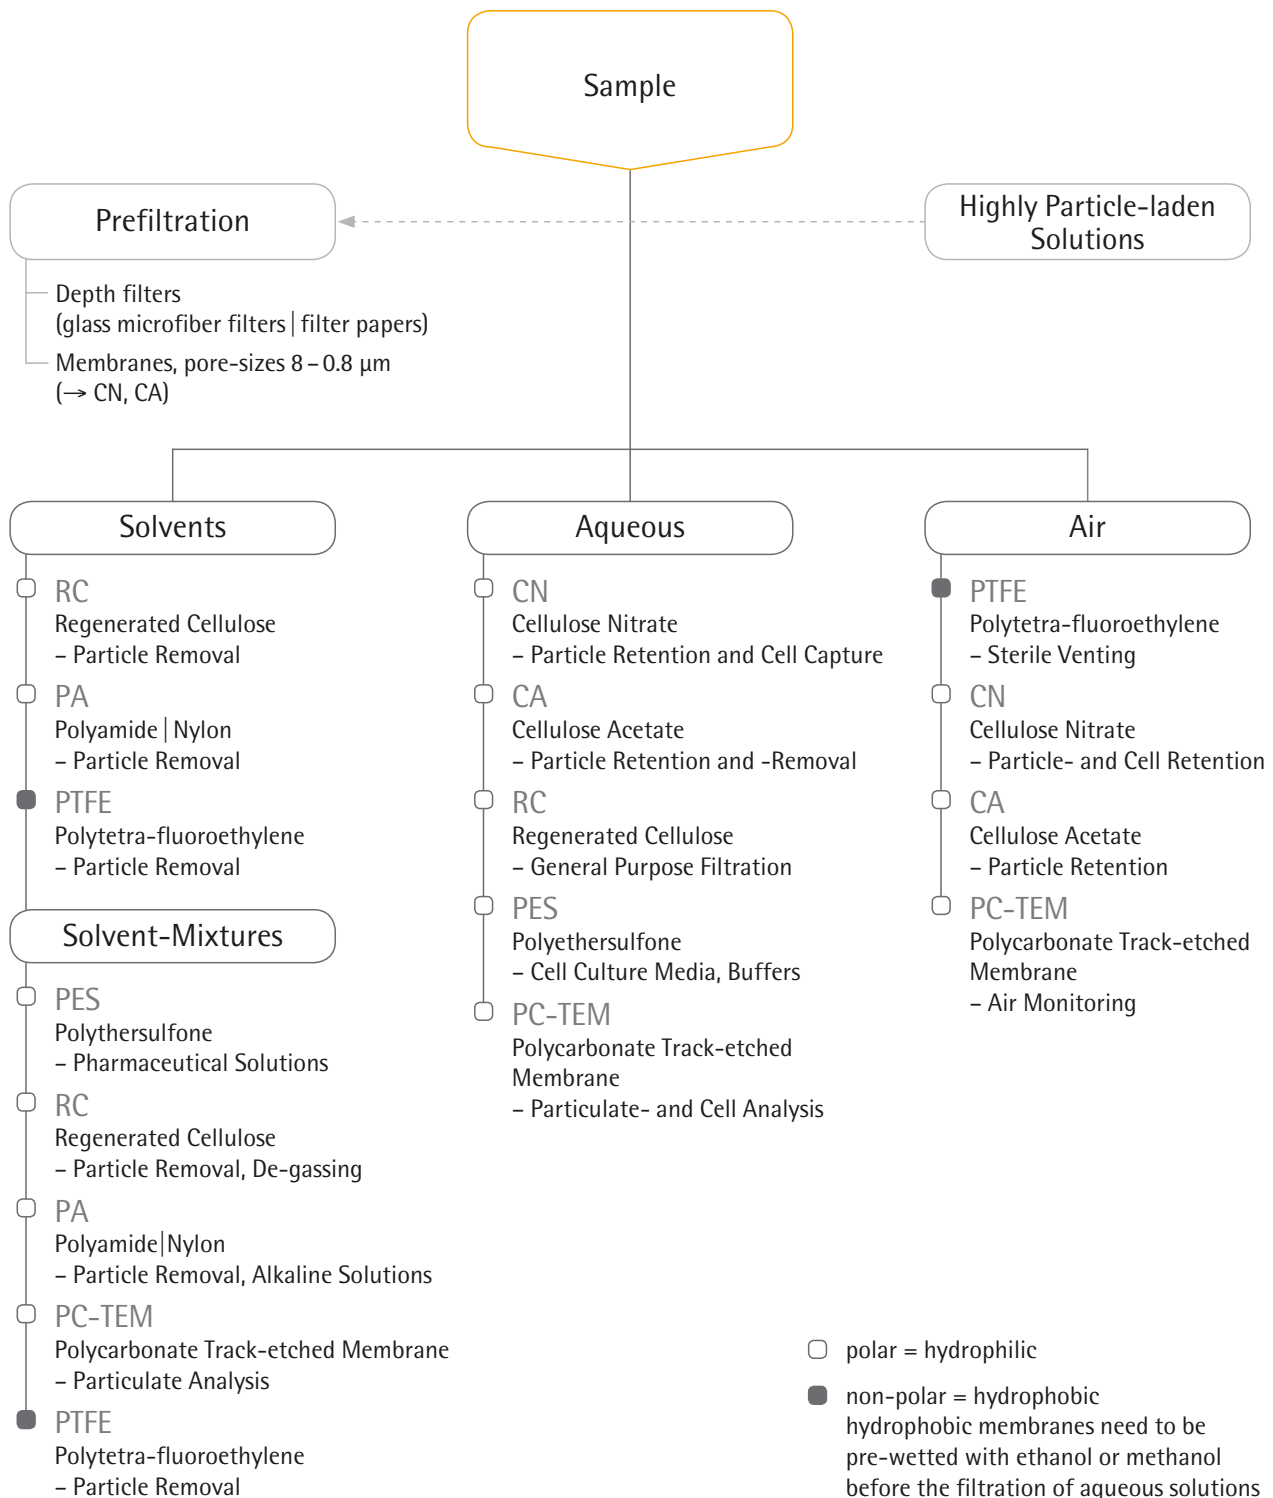 Sample
Prefiltration
Highly Particle-laden
Solutions
Depth filters
(glass microfiber filters | filter papers)
Membranes, pore-sizes 8 – 0.8 µm
(→ CN, CA)
Solvents
RC
Regenerated Cellulose
– Particle Removal
PA
Polyamide | Nylon
– Particle Removal
PTFE
Polytetra-fluoroethylene
– Particle Removal
Solvent-Mixtures
PES
Polythersulfone
– Pharmaceutical Solutions
RC
Regenerated Cellulose
– Particle Removal, De-gassing
PA
Polyamide|Nylon
– Particle Removal, Alkaline Solutions
PC-TEM
Polycarbonate Track-etched Membrane
– Particulate Analysis
PTFE
Polytetra-fluoroethylene
– Particle Removal
Aqueous
CN
Cellulose Nitrate
– Particle Retention and Cell Capture
CA
Cellulose Acetate
– Particle Retention and -Removal
RC
Regenerated Cellulose
– General Purpose Filtration
PES
Polyethersulfone
– Cell Culture Media, Buffers
PC-TEM
Polycarbonate Track-etched
Membrane
– Particulate- and Cell Analysis
Air
PTFE
Polytetra-fluoroethylene
– Sterile Venting
CN
Cellulose Nitrate
– Particle- and Cell Retention
CA
Cellulose Acetate
– Particle Retention
PC-TEM
Polycarbonate Track-etched
Membrane
– Air Monitoring
polar = hydrophilic
non-polar = hydrophobic
hydrophobic membranes need to be
pre-wetted with ethanol or methanol
before the filtration of aqueous solutions